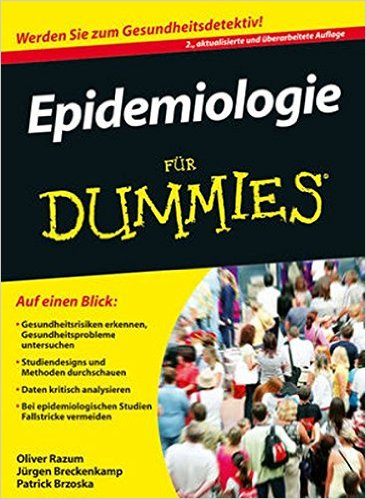 Werden Sie zum Gesundheitsdetektiv!
2., aktualisierte und überarbeitete Auflage
Epidemiologie
FÜR
DUMMIES®
Auf einen Blick:
• Gesundheitsrisiken erkennen,
Gesundheitsprobleme
untersuchen
• Studiendesigns und
Methoden durchschauen
• Daten kritisch analysieren
• Bei epidemiologischen Studien
Fallstricke vermeiden
Oliver Razum
Jürgen Breckenkamp
Patrick Brzoska